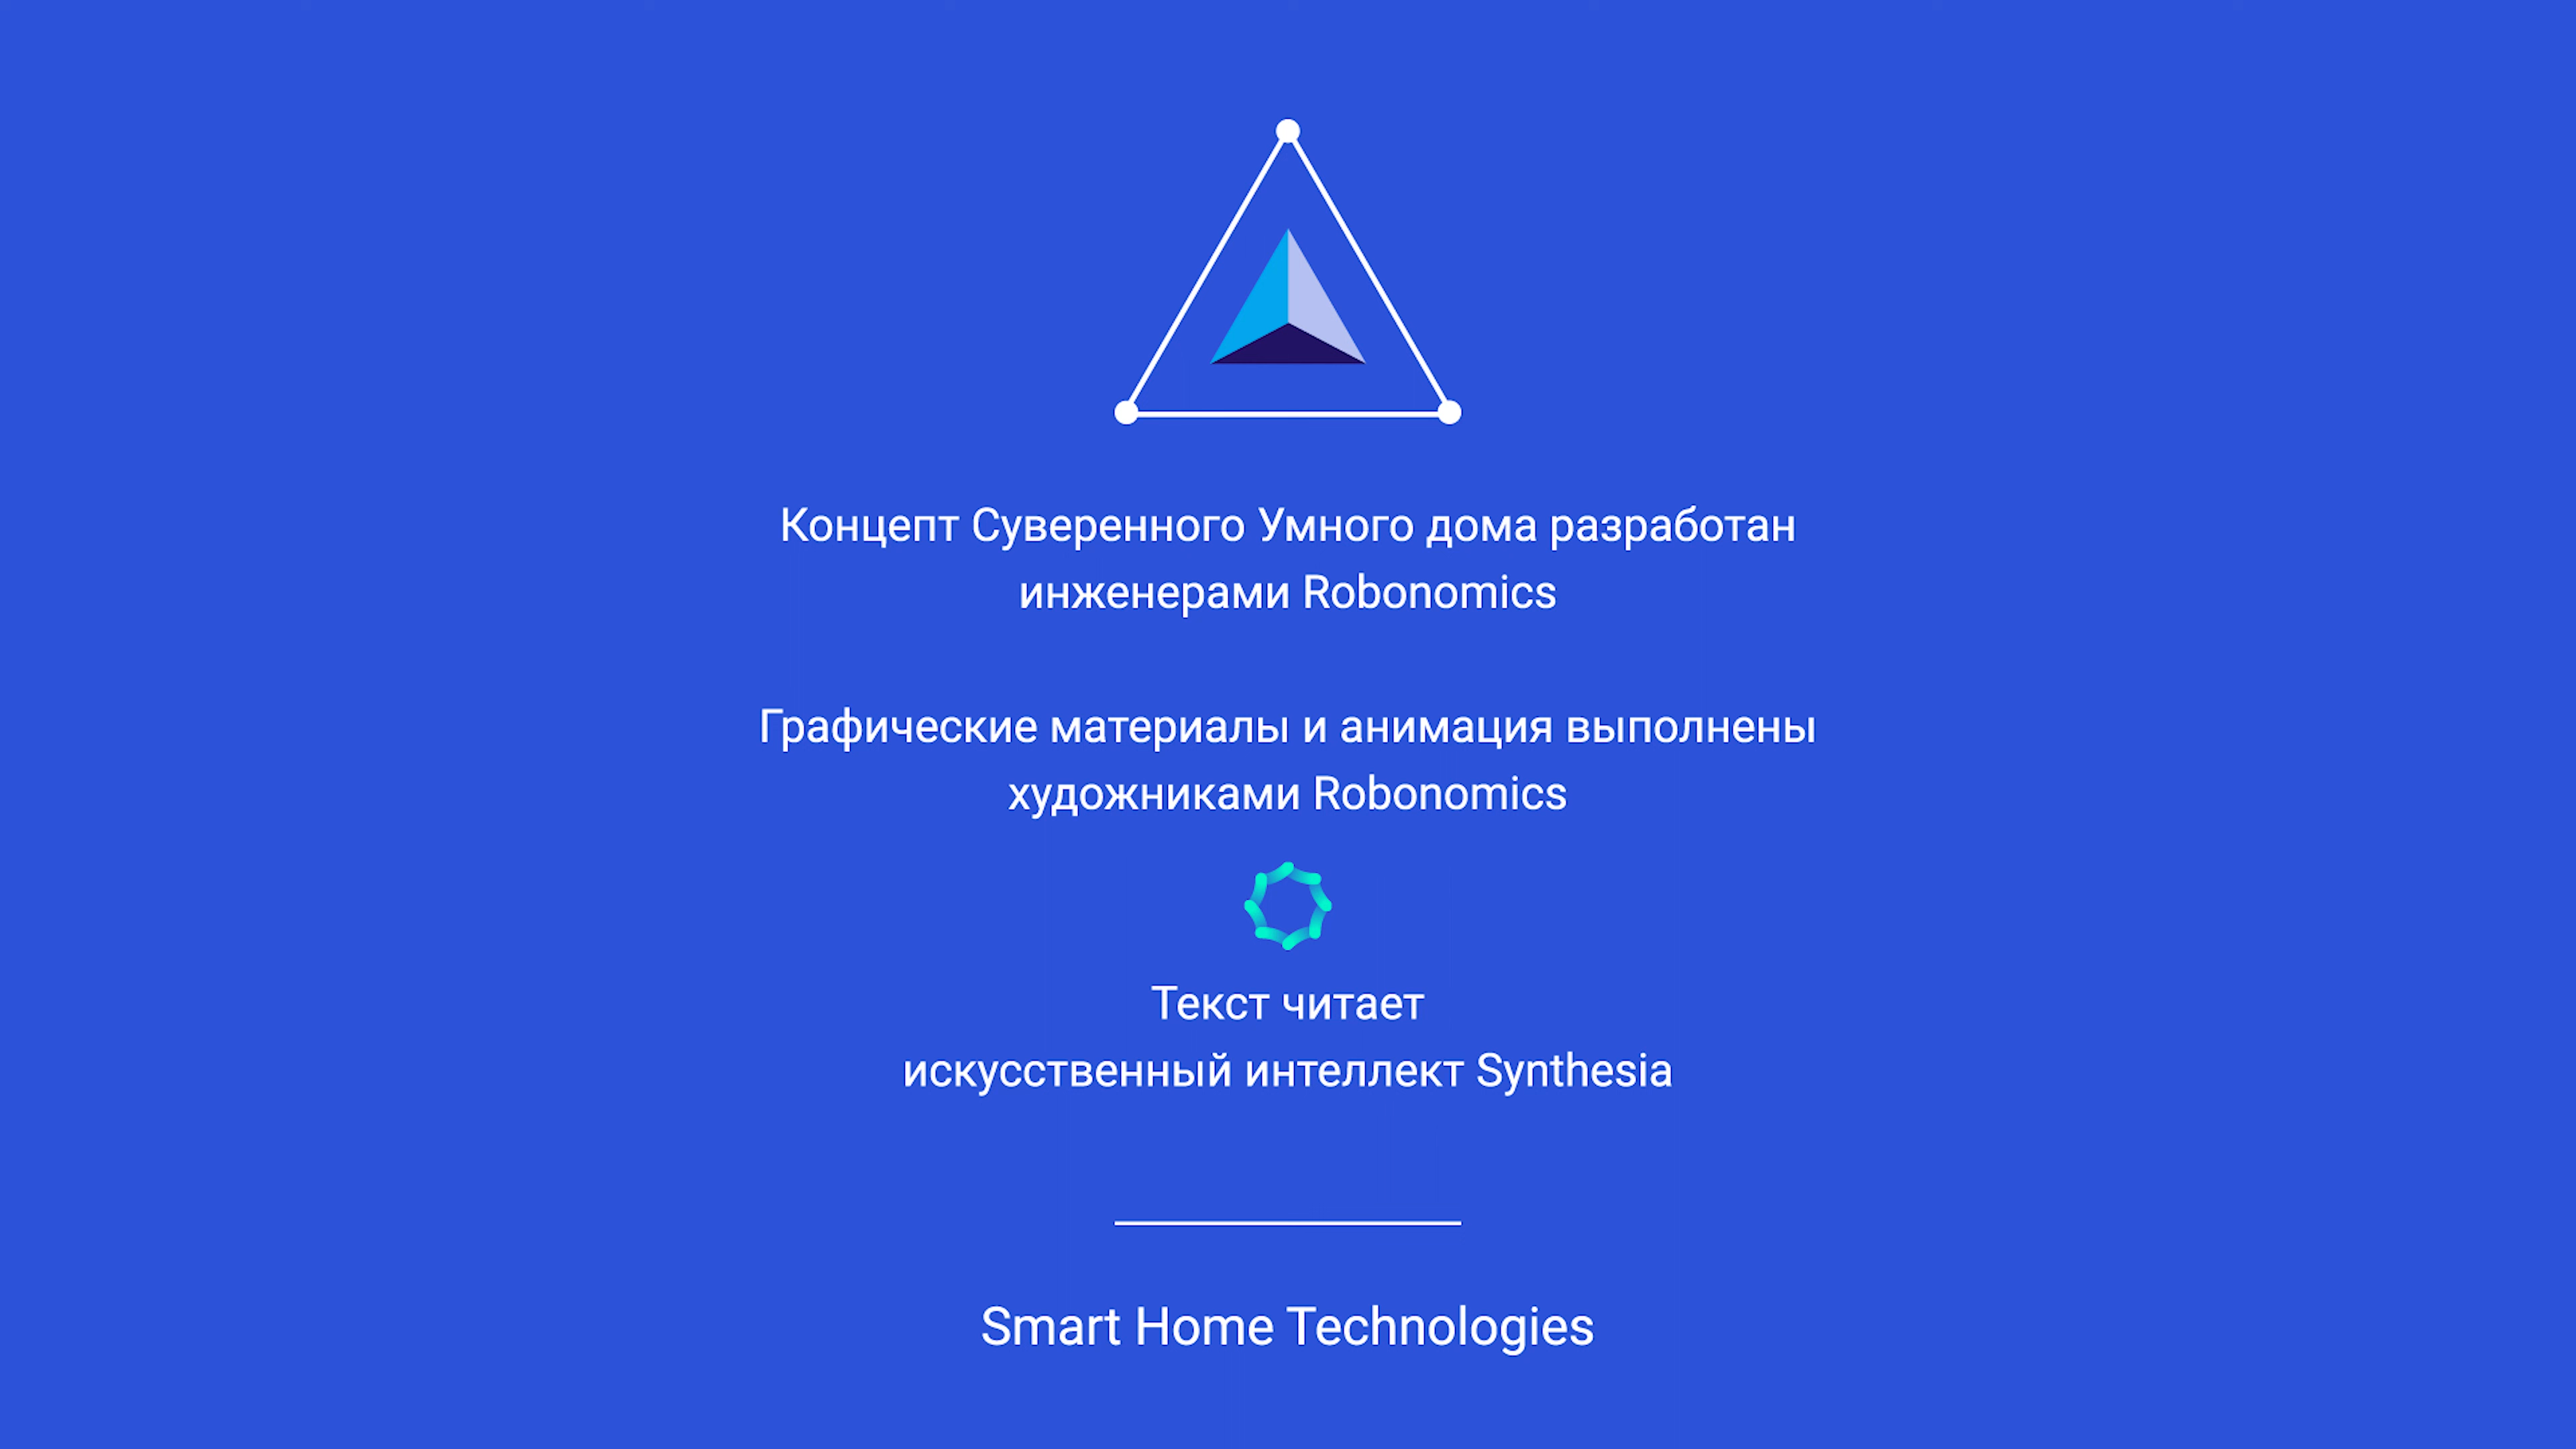 Концепт Суверенного Умного дома разработан
инженерами Robonomics
Графические материалы и анимация выполнены
художниками Robonomics
Текст читает
искусственный интеллект Synthesia
Smart Home Technologies